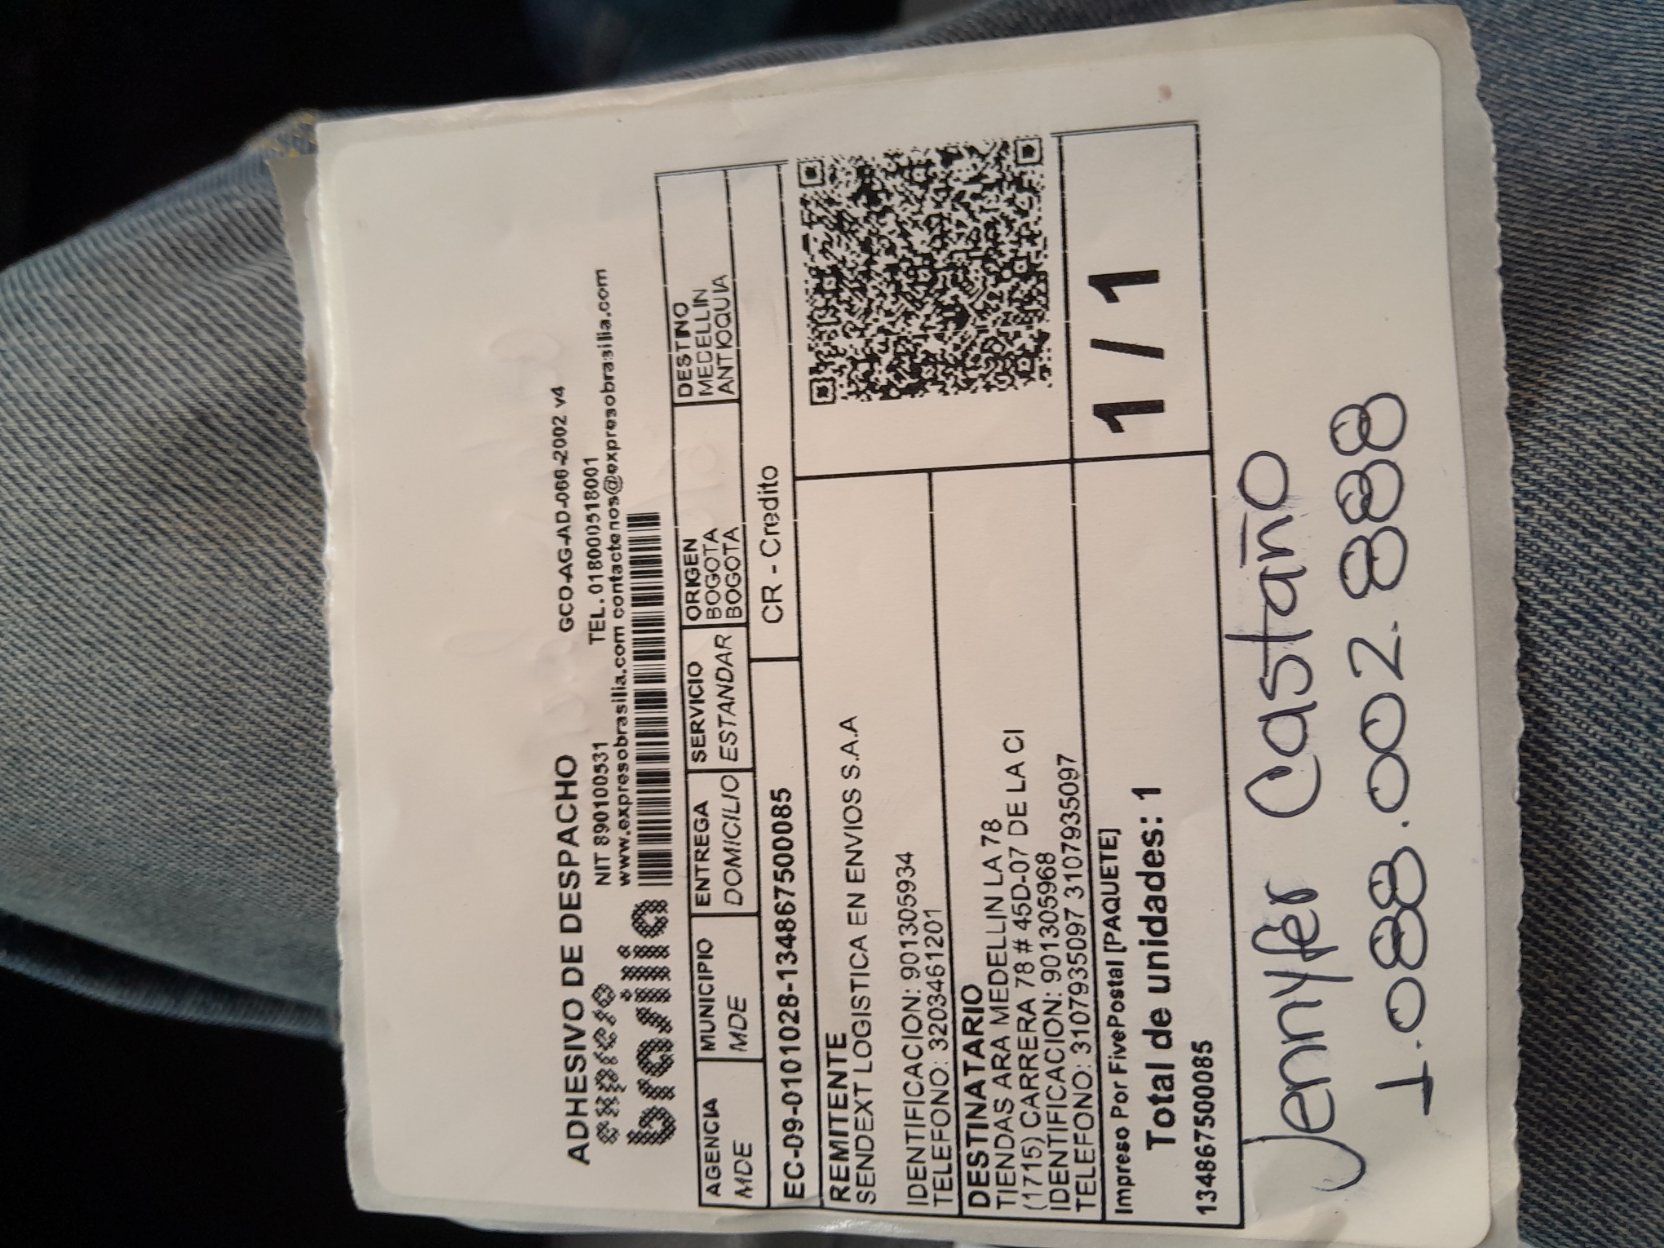 ADHESIVO DE DESPACHO GCO-AG-AD-066-2002 v4
expreso
brasilia
NIT 890100531 TEL. 018000518001
www.expresobrasilia.com contactenos@expresobrasilia.com
AGENCIA MUNICIPIO ENTREGA SERVICIO ORIGEN DESTINO
MDE MDE DOMICILIO ESTANDAR BOGOTA MEDELLIN
BOGOTA ANTIOQUIA
EC-09-0101028-134867500085 CR - Credito
REMITENTE
SENDEXT LOGISTICA EN ENVIOS S.A.A
IDENTIFICACION: 901305934
TELEFONO: 3203461201
DESTINATARIO
TIENDAS ARA MEDELLIN LA 78
(1715) CARRERA 78 # 45D-07 DE LA CI
IDENTIFICACION: 901305968
TELEFONO: 3107935097 3107935097
Impreso Por FivePostal [PAQUETE]
Total de unidades: 1
134867500085
1 / 1
Jennyfer Castaño
1.088.002.888